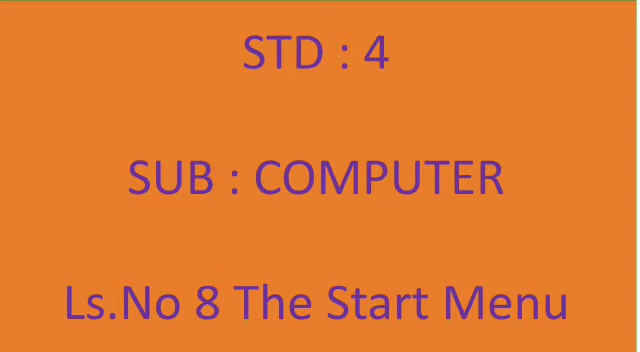 STD : 4
SUB : COMPUTER
Ls.No 8 The Start Menu